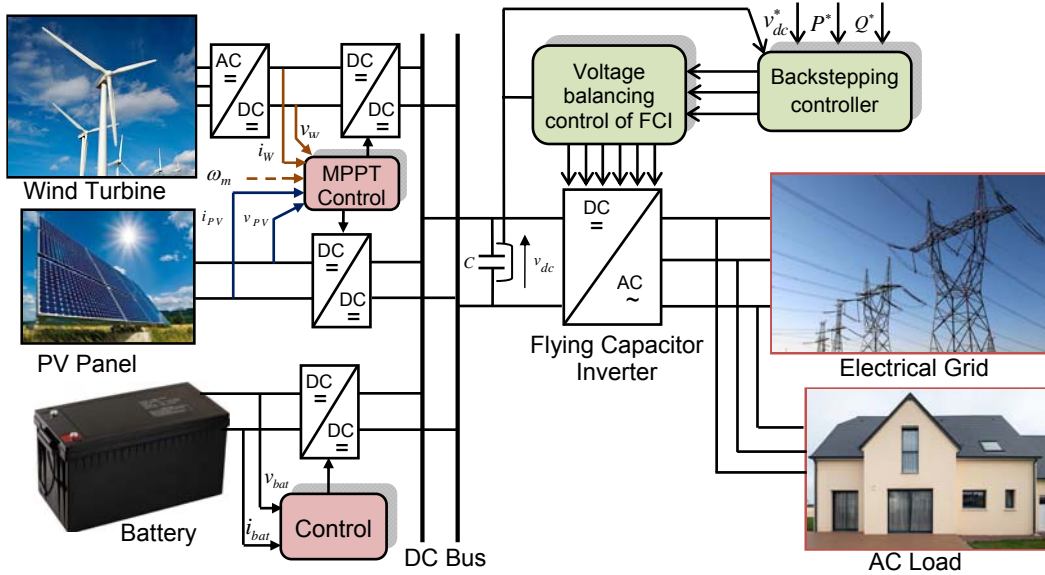 v*dc P* Q*
AC
=
DC
=
DC
=
DC
=
Voltage
balancing
control of FCI
Backstepping
controller
v_w
i_W
ω_m
MPPT
Control
Wind Turbine
i_PV
v_PV
DC
=
DC
=
C
v_dc
DC
=
AC
~
PV Panel
Flying Capacitor
Inverter
Electrical Grid
DC
=
DC
=
v_bat
i_bat
Control
Battery
DC Bus
AC Load